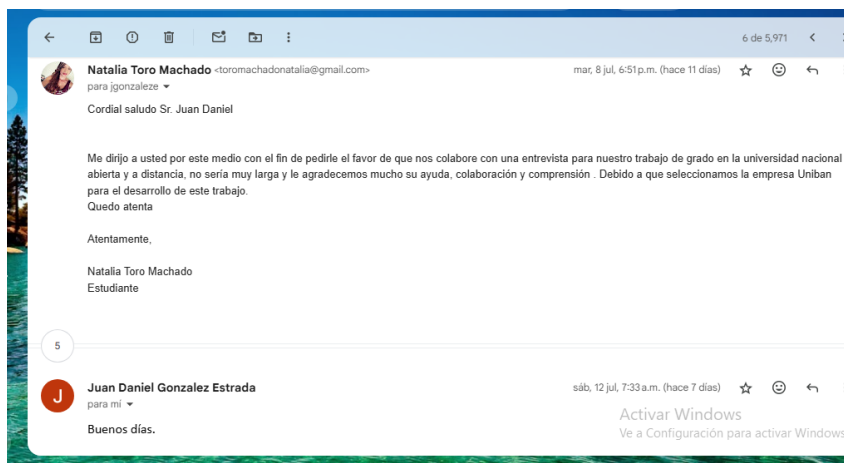 6 de 5,971
Natalia Toro Machado <toromachadonatalia@gmail.com>
mar, 8 jul, 6:51 p.m. (hace 11 días)
para jgonzaleze
Cordial saludo Sr. Juan Daniel
Me dirijo a usted por este medio con el fin de pedirle el favor de que nos colabore con una entrevista para nuestro trabajo de grado en la universidad nacional
abierta y a distancia, no sería muy larga y le agradecemos mucho su ayuda, colaboración y comprensión . Debido a que seleccionamos la empresa Uniban
para el desarrollo de este trabajo.
Quedo atenta
Atentamente,
Natalia Toro Machado
Estudiante
5
J
Juan Daniel Gonzalez Estrada
sáb, 12 jul, 7:33 a.m. (hace 7 días)
para mí
Buenos días.
Activar Windows
Ve a Configuración para activar Windows